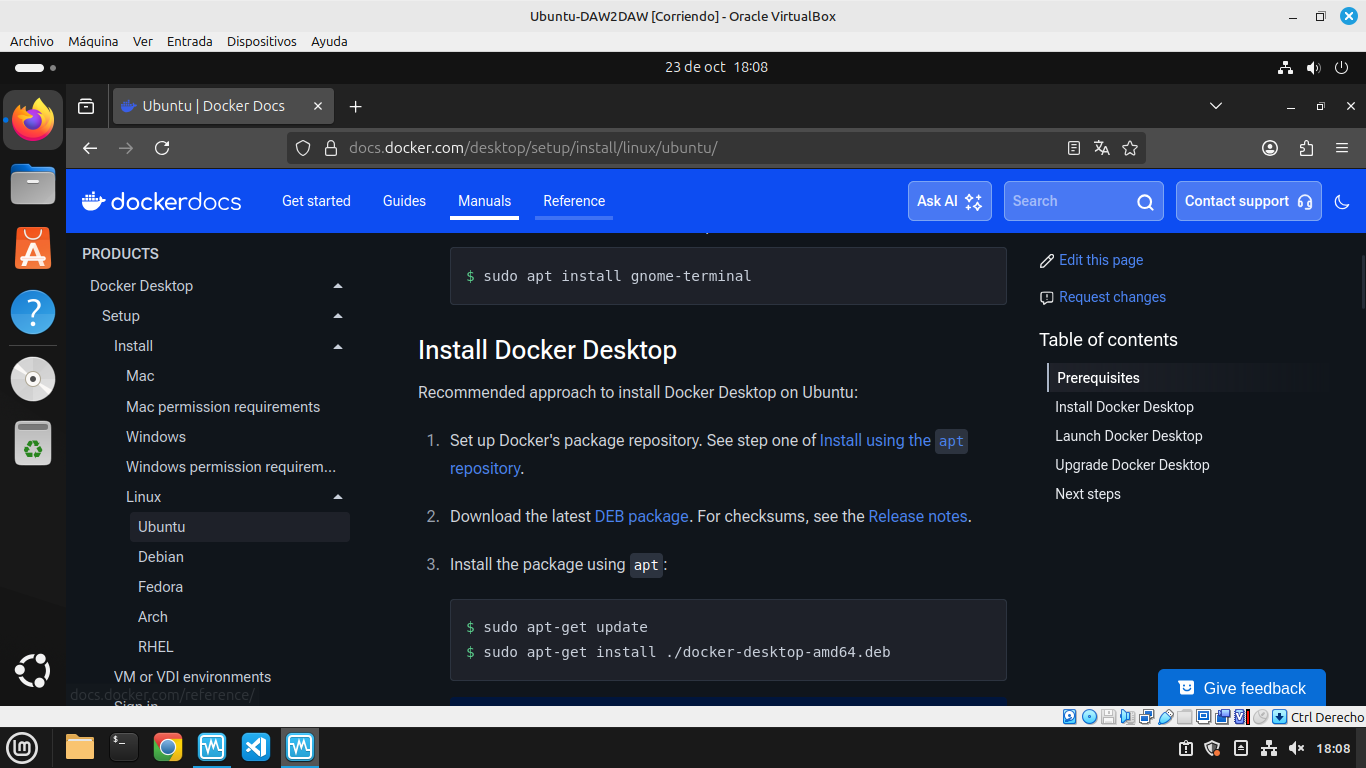 Ubuntu-DAW2DAW [Corriendo] - Oracle VirtualBox
Archivo Máquina Ver Entrada Dispositivos Ayuda
23 de oct 18:08
Ubuntu | Docker Docs
docs.docker.com/desktop/setup/install/linux/ubuntu/
dockerdocs Get started Guides Manuals Reference Ask AI Search Contact support
PRODUCTS
Docker Desktop
Setup
Install
Mac
Mac permission requirements
Windows
Windows permission requirem...
Linux
Ubuntu
Debian
Fedora
Arch
RHEL
VM or VDI environments
Sign in
docs.docker.com/reference/
$ sudo apt install gnome-terminal
Install Docker Desktop
Recommended approach to install Docker Desktop on Ubuntu:
1. Set up Docker's package repository. See step one of Install using the apt
repository.
2. Download the latest DEB package. For checksums, see the Release notes.
3. Install the package using apt:
$ sudo apt-get update
$ sudo apt-get install ./docker-desktop-amd64.deb
Edit this page
Request changes
Table of contents
Prerequisites
Install Docker Desktop
Launch Docker Desktop
Upgrade Docker Desktop
Next steps
Give feedback
Ctrl Derecho
18:08